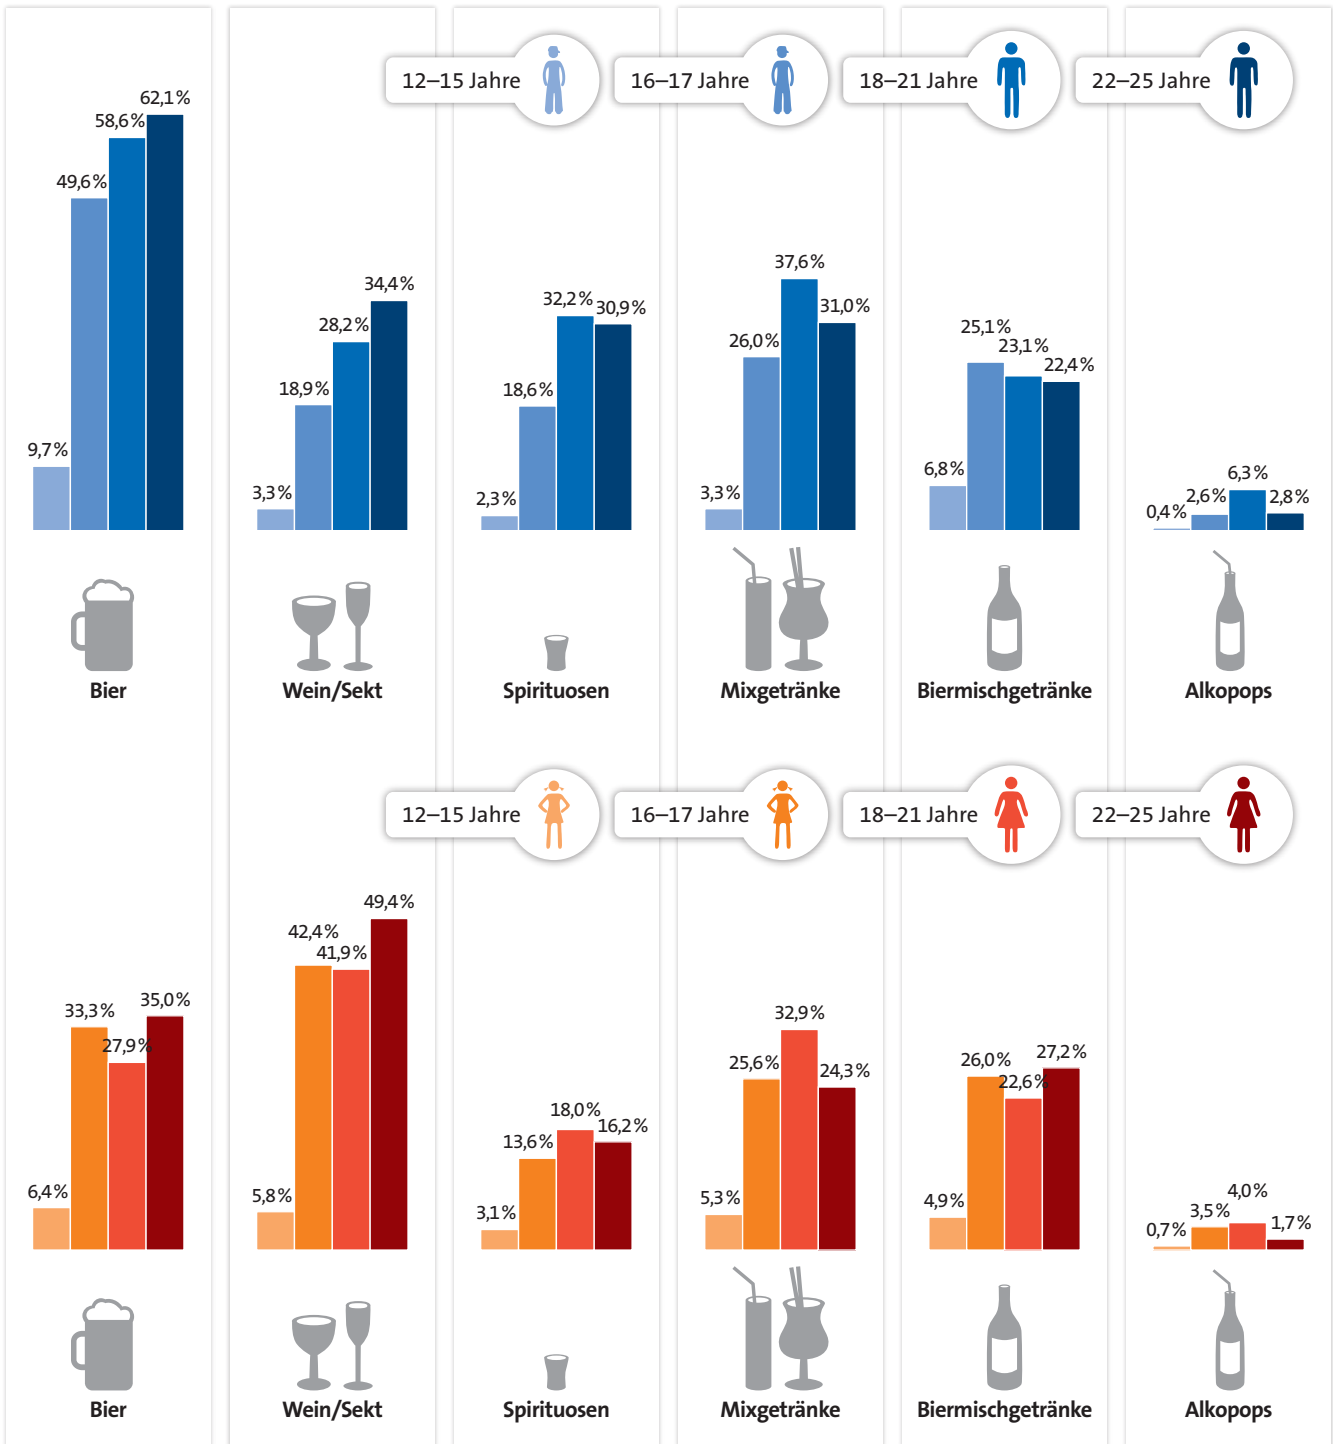 12–15 Jahre
16–17 Jahre
18–21 Jahre
22–25 Jahre
9,7 %
49,6 %
58,6 %
62,1 %
3,3 %
18,9 %
28,2 %
34,4 %
2,3 %
18,6 %
32,2 %
30,9 %
3,3 %
26,0 %
37,6 %
31,0 %
6,8 %
25,1 %
23,1 %
22,4 %
0,4 %
2,6 %
6,3 %
2,8 %
Bier
Wein/Sekt
Spirituosen
Mixgetränke
Biermischgetränke
Alkopops
12–15 Jahre
16–17 Jahre
18–21 Jahre
22–25 Jahre
6,4 %
33,3 %
27,9 %
35,0 %
5,8 %
42,4 %
41,9 %
49,4 %
3,1 %
13,6 %
18,0 %
16,2 %
5,3 %
25,6 %
32,9 %
24,3 %
4,9 %
26,0 %
22,6 %
27,2 %
0,7 %
3,5 %
4,0 %
1,7 %
Bier
Wein/Sekt
Spirituosen
Mixgetränke
Biermischgetränke
Alkopops